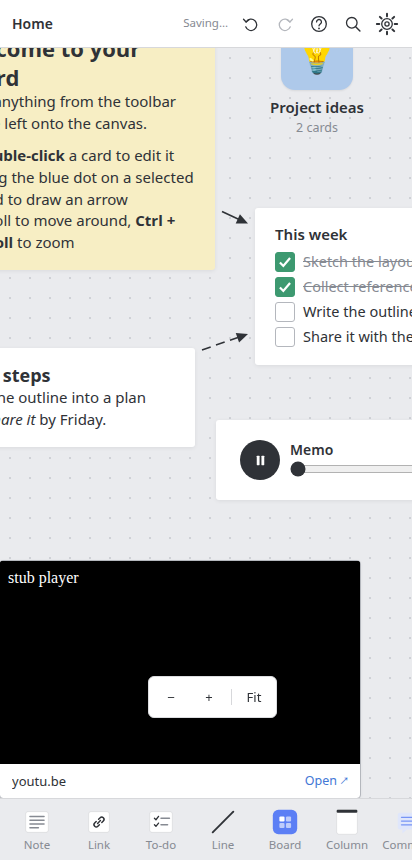 Home
Saving...
come to your
rd
anything from the toolbar
left onto the canvas.
uble-click a card to edit it
g the blue dot on a selected
d to draw an arrow
oll to move around, Ctrl +
oll to zoom
Project ideas
2 cards
This week
Sketch the layou
Collect reference
Write the outline
Share it with the
steps
he outline into a plan
are It by Friday.
Memo
stub player
− + Fit
youtu.be
Open ↗
Note
Link
To-do
Line
Board
Column
Comm